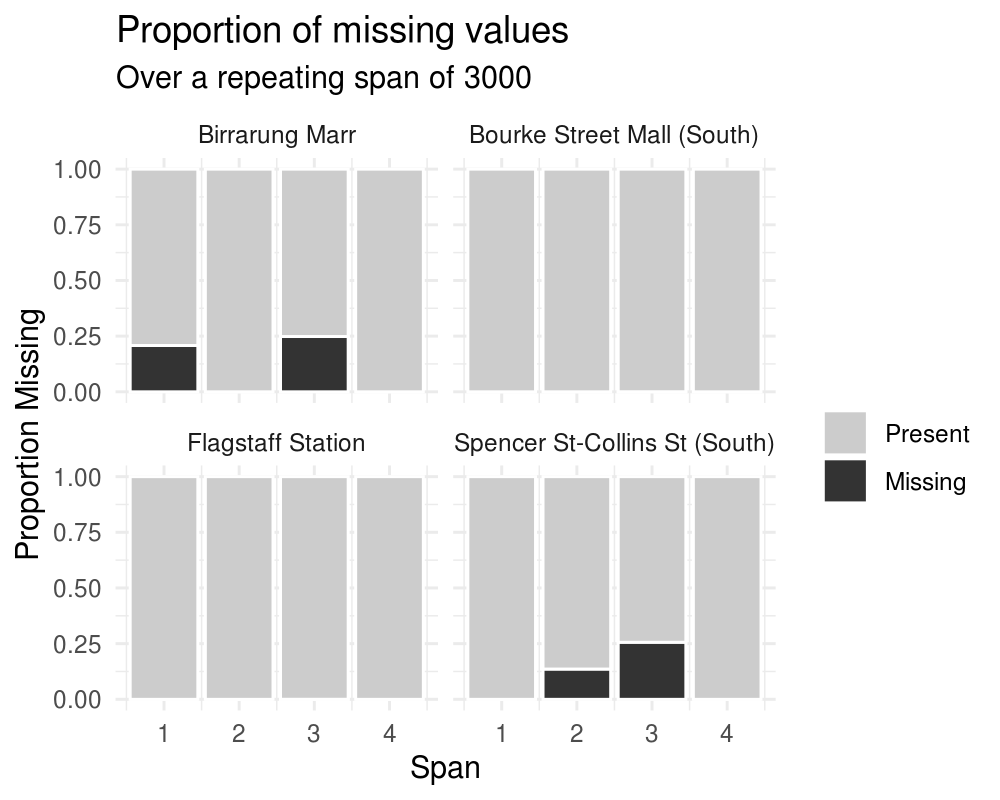 Proportion of missing values
Over a repeating span of 3000
Birrarung Marr
Bourke Street Mall (South)
1.00
0.75
0.50
0.25
0.00
Flagstaff Station
Spencer St-Collins St (South)
1.00
0.75
0.50
0.25
0.00
1 2 3 4
1 2 3 4
Span
Proportion Missing
Present
Missing